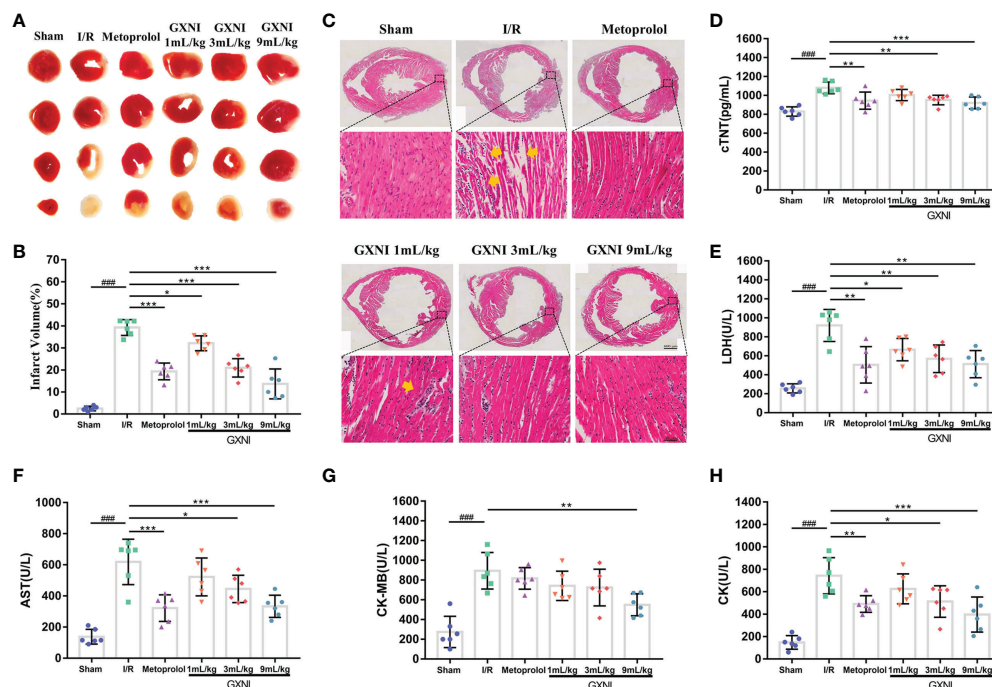 A
Sham I/R Metoprolol GXNI 1mL/kg GXNI 3mL/kg GXNI 9mL/kg
B
Infarct Volume(%)
60
50
40
30
20
10
0
###
***
*
***
***
Sham I/R Metoprolol 1mL/kg 3mL/kg 9mL/kg
GXNI
C
Sham I/R Metoprolol
GXNI 1mL/kg GXNI 3mL/kg GXNI 9mL/kg
D
cTNT(pg/mL)
1600
1400
1200
1000
800
600
400
200
0
###
**
**
***
Sham I/R Metoprolol 1mL/kg 3mL/kg 9mL/kg
GXNI
E
LDH(U/L)
1400
1200
1000
800
600
400
200
0
###
**
*
**
**
Sham I/R Metoprolol 1mL/kg 3mL/kg 9mL/kg
GXNI
F
AST(U/L)
1000
800
600
400
200
0
###
***
*
***
Sham I/R Metoprolol 1mL/kg 3mL/kg 9mL/kg
GXNI
G
CK-MB(U/L)
1600
1400
1200
1000
800
600
400
200
0
###
**
Sham I/R Metoprolol 1mL/kg 3mL/kg 9mL/kg
GXNI
H
CK(U/L)
1400
1200
1000
800
600
400
200
0
###
**
*
***
Sham I/R Metoprolol 1mL/kg 3mL/kg 9mL/kg
GXNI